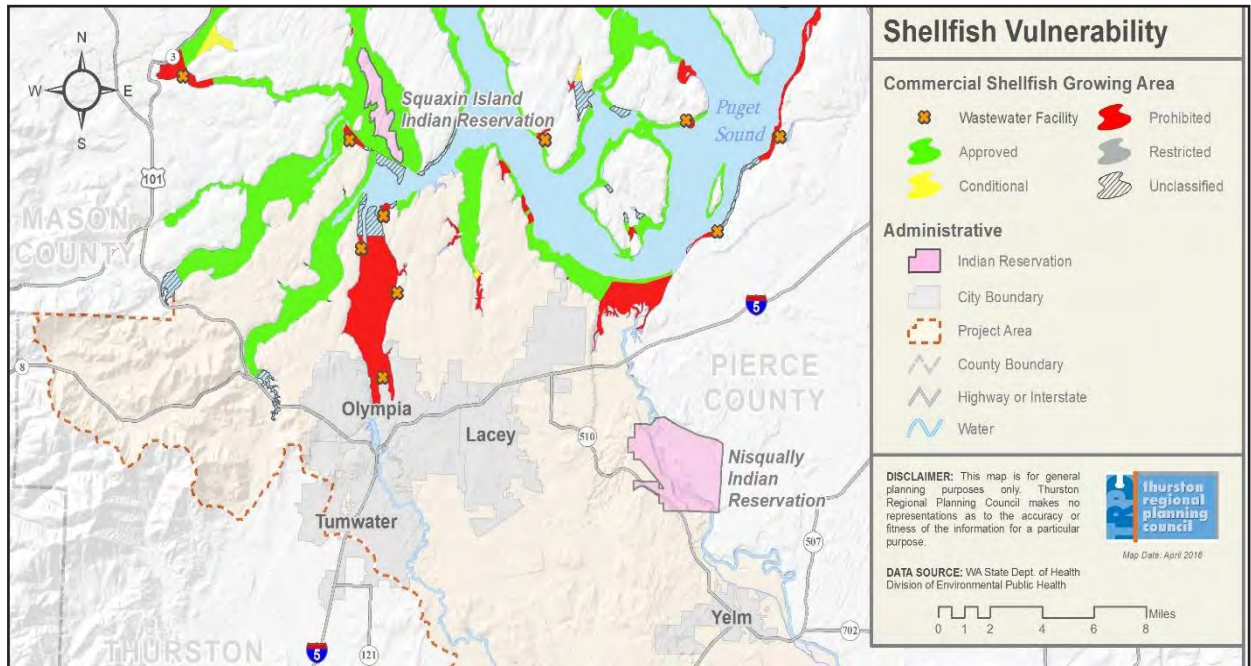 N
W
E
S
3
101
MASON
COUNTY
8
Squaxin Island
Indian Reservation
Puget
Sound
5
PIERCE
COUNTY
Olympia
Lacey
510
Nisqually
Indian
Reservation
Tumwater
507
Yelm
702
THURSTON
5
121
Shellfish Vulnerability
Commercial Shellfish Growing Area
Wastewater Facility
Prohibited
Approved
Restricted
Conditional
Unclassified
Administrative
Indian Reservation
City Boundary
Project Area
County Boundary
Highway or Interstate
Water
DISCLAIMER: This map is for general
planning purposes only. Thurston
Regional Planning Council makes no
representations as to the accuracy or
fitness of the information for a particular
purpose.
TRPC
thurston
regional
planning
council
Map Date: April 2016
DATA SOURCE: WA State Dept. of Health
Division of Environmental Public Health
Miles
0 1 2 4 6 8